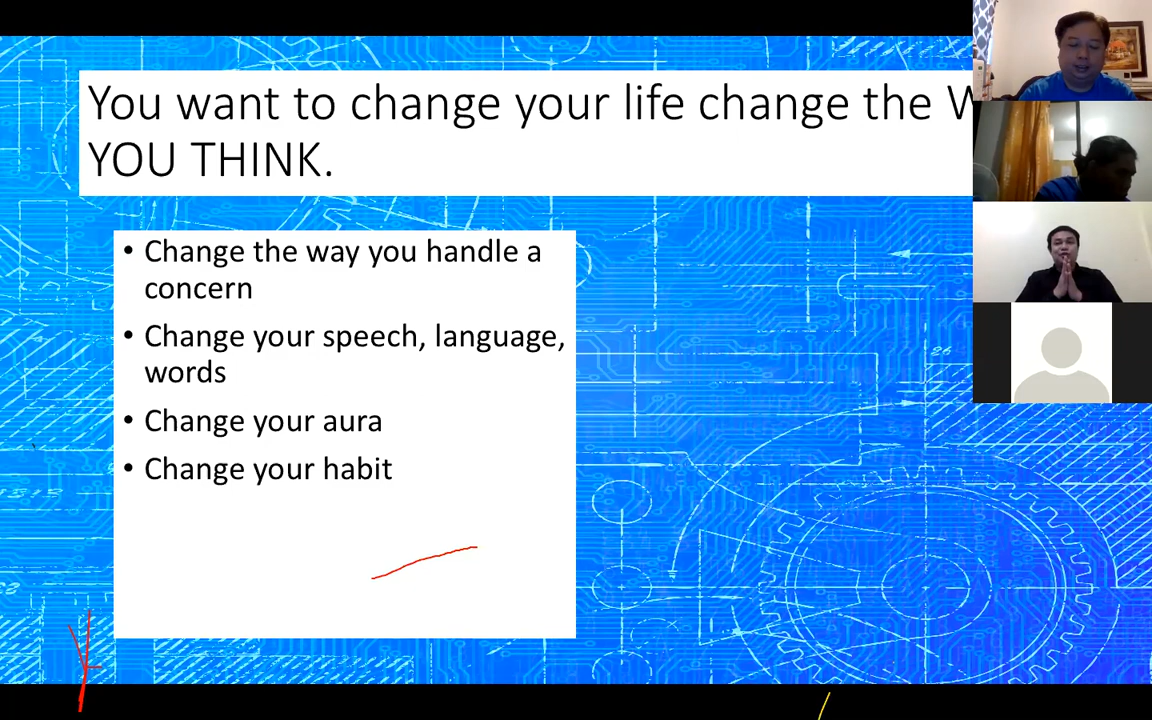 You want to change your life change the
YOU THINK.
• Change the way you handle a
concern
• Change your speech, language,
words
• Change your aura
• Change your habit
26